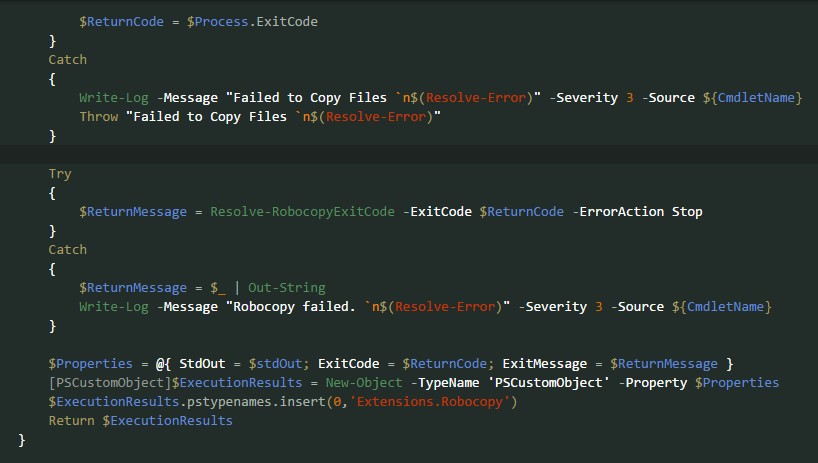 $ReturnCode = $Process.ExitCode
}
Catch
{
Write-Log -Message "Failed to Copy Files `n$(Resolve-Error)" -Severity 3 -Source ${CmdletName}
Throw "Failed to Copy Files `n$(Resolve-Error)"
}
Try
{
$ReturnMessage = Resolve-RobocopyExitCode -ExitCode $ReturnCode -ErrorAction Stop
}
Catch
{
$ReturnMessage = $_ | Out-String
Write-Log -Message "Robocopy failed. `n$(Resolve-Error)" -Severity 3 -Source ${CmdletName}
}
$Properties = @{ StdOut = $stdOut; ExitCode = $ReturnCode; ExitMessage = $ReturnMessage }
[PSCustomObject]$ExecutionResults = New-Object -TypeName 'PSCustomObject' -Property $Properties
$ExecutionResults.pstypenames.insert(0,'Extensions.Robocopy')
Return $ExecutionResults
}